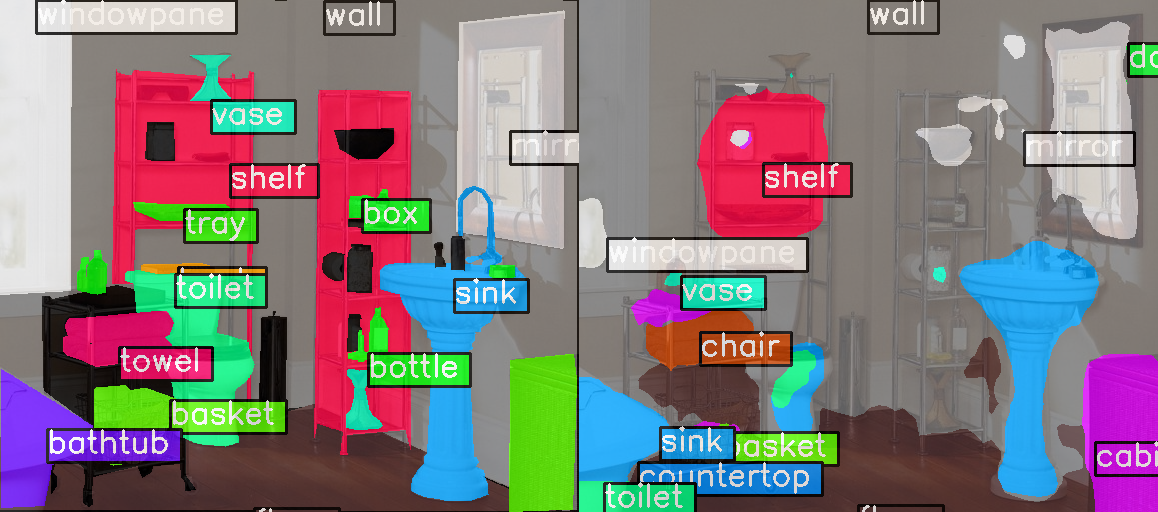 windowpane
wall
vase
shelf
tray
box
toilet
sink
towel
bottle
basket
bathtub
wall
mirror
shelf
windowpane
vase
chair
sink
basket
countertop
toilet